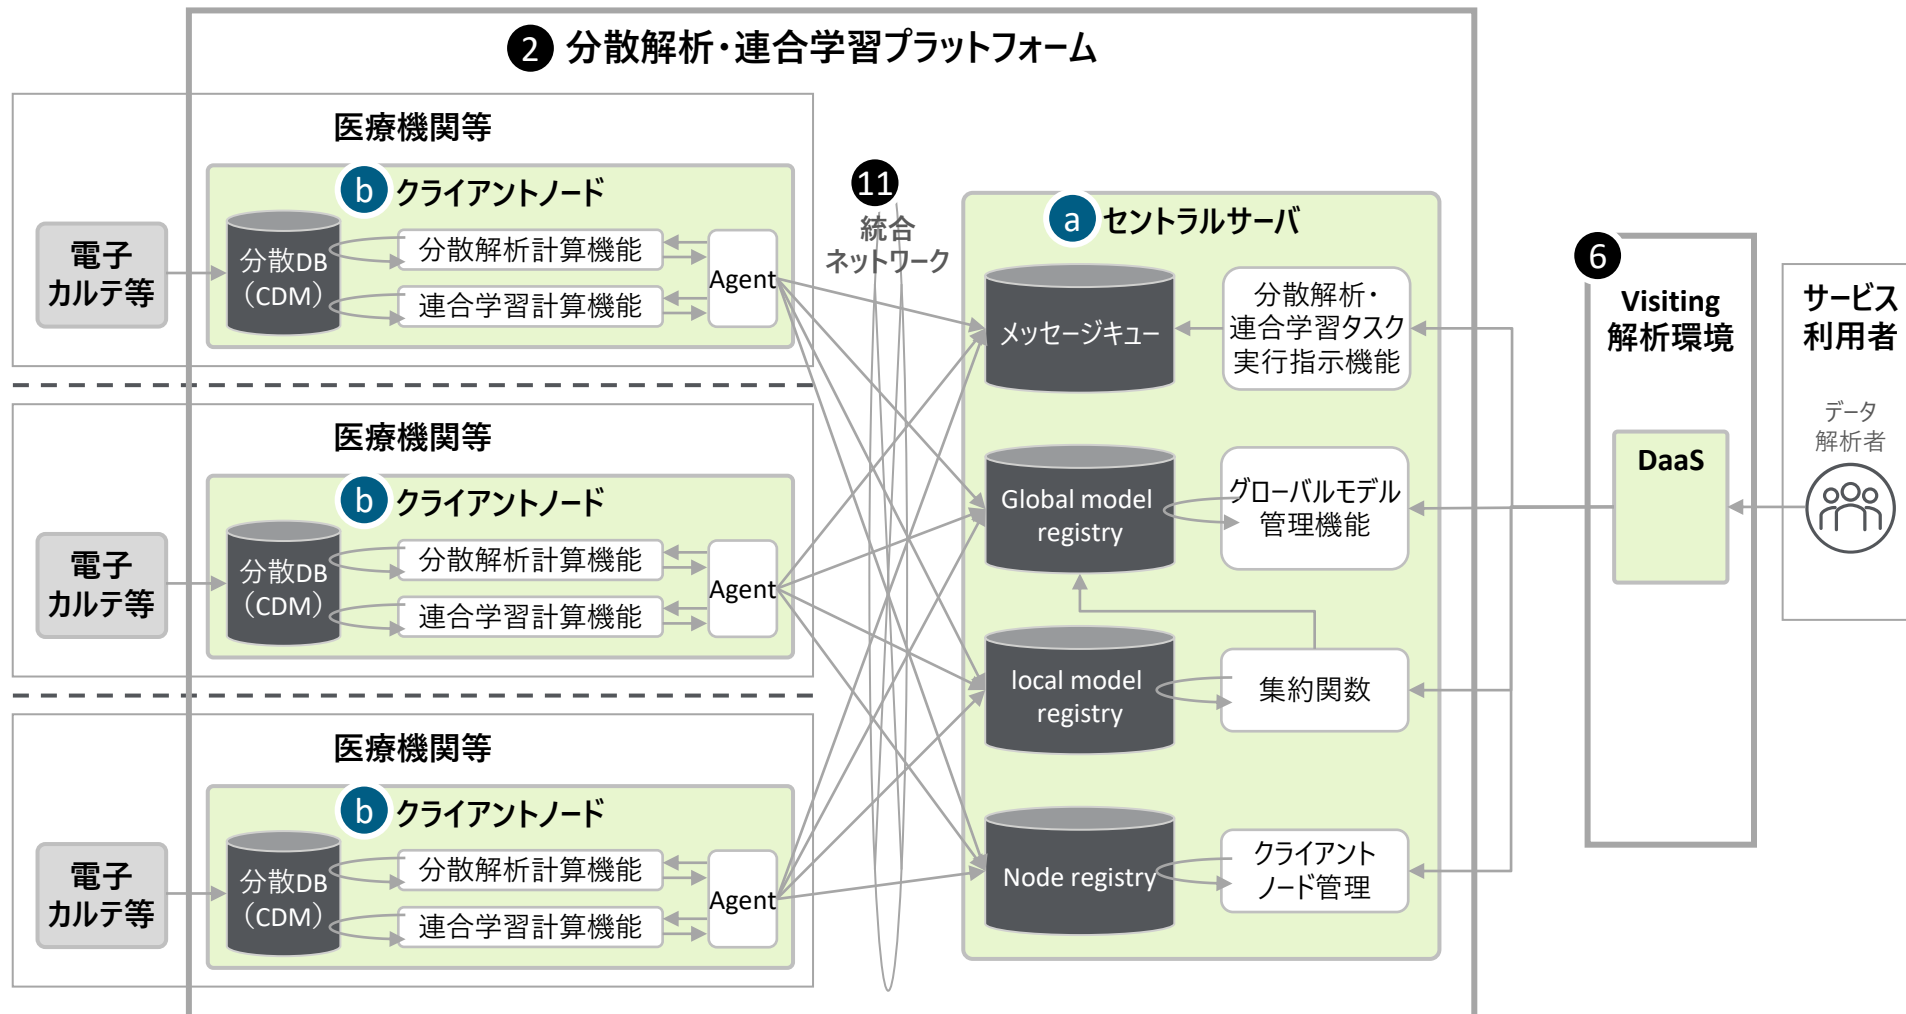 2 分散解析・連合学習プラットフォーム
医療機関等
b クライアントノード
電子
カルテ等
分散DB
（CDM）
分散解析計算機能
連合学習計算機能
Agent
医療機関等
b クライアントノード
電子
カルテ等
分散DB
（CDM）
分散解析計算機能
連合学習計算機能
Agent
医療機関等
b クライアントノード
電子
カルテ等
分散DB
（CDM）
分散解析計算機能
連合学習計算機能
Agent
11
統合
ネットワーク
a セントラルサーバ
メッセージキュー
分散解析・
連合学習タスク
実行指示機能
Global model
registry
グローバルモデル
管理機能
local model
registry
集約関数
Node registry
クライアント
ノード管理
6
Visiting
解析環境
DaaS
サービス
利用者
データ
解析者